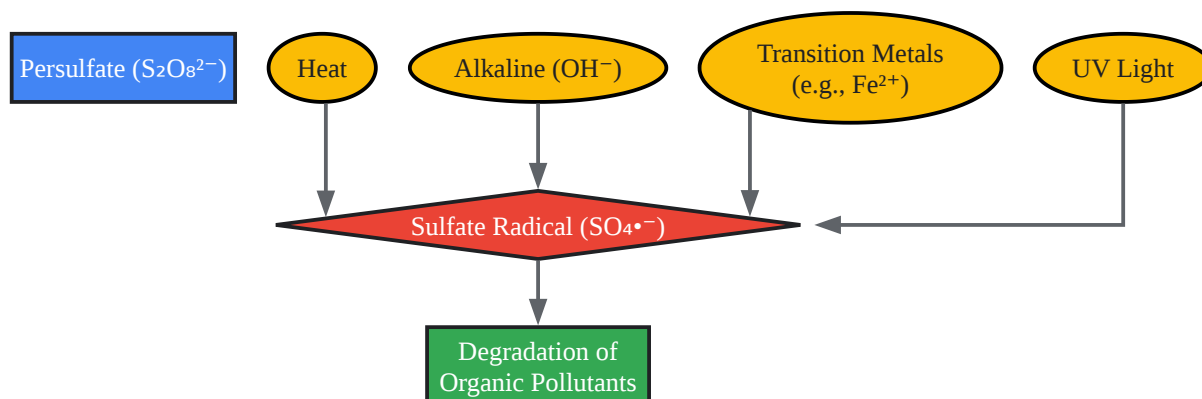 Persulfate (S₂O₈²⁻)
Heat
Alkaline (OH⁻)
Transition Metals
(e.g., Fe²⁺)
UV Light
Sulfate Radical (SO₄•⁻)
Degradation of
Organic Pollutants